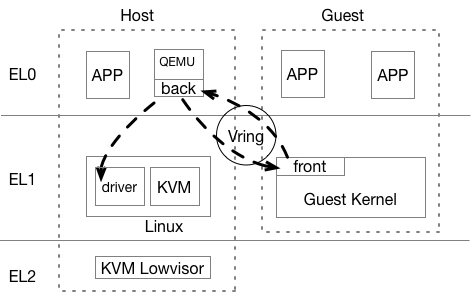 Host
Guest
EL0
APP
QEMU
back
APP
APP
Vring
EL1
driver
KVM
Linux
front
Guest Kernel
EL2
KVM Lowvisor